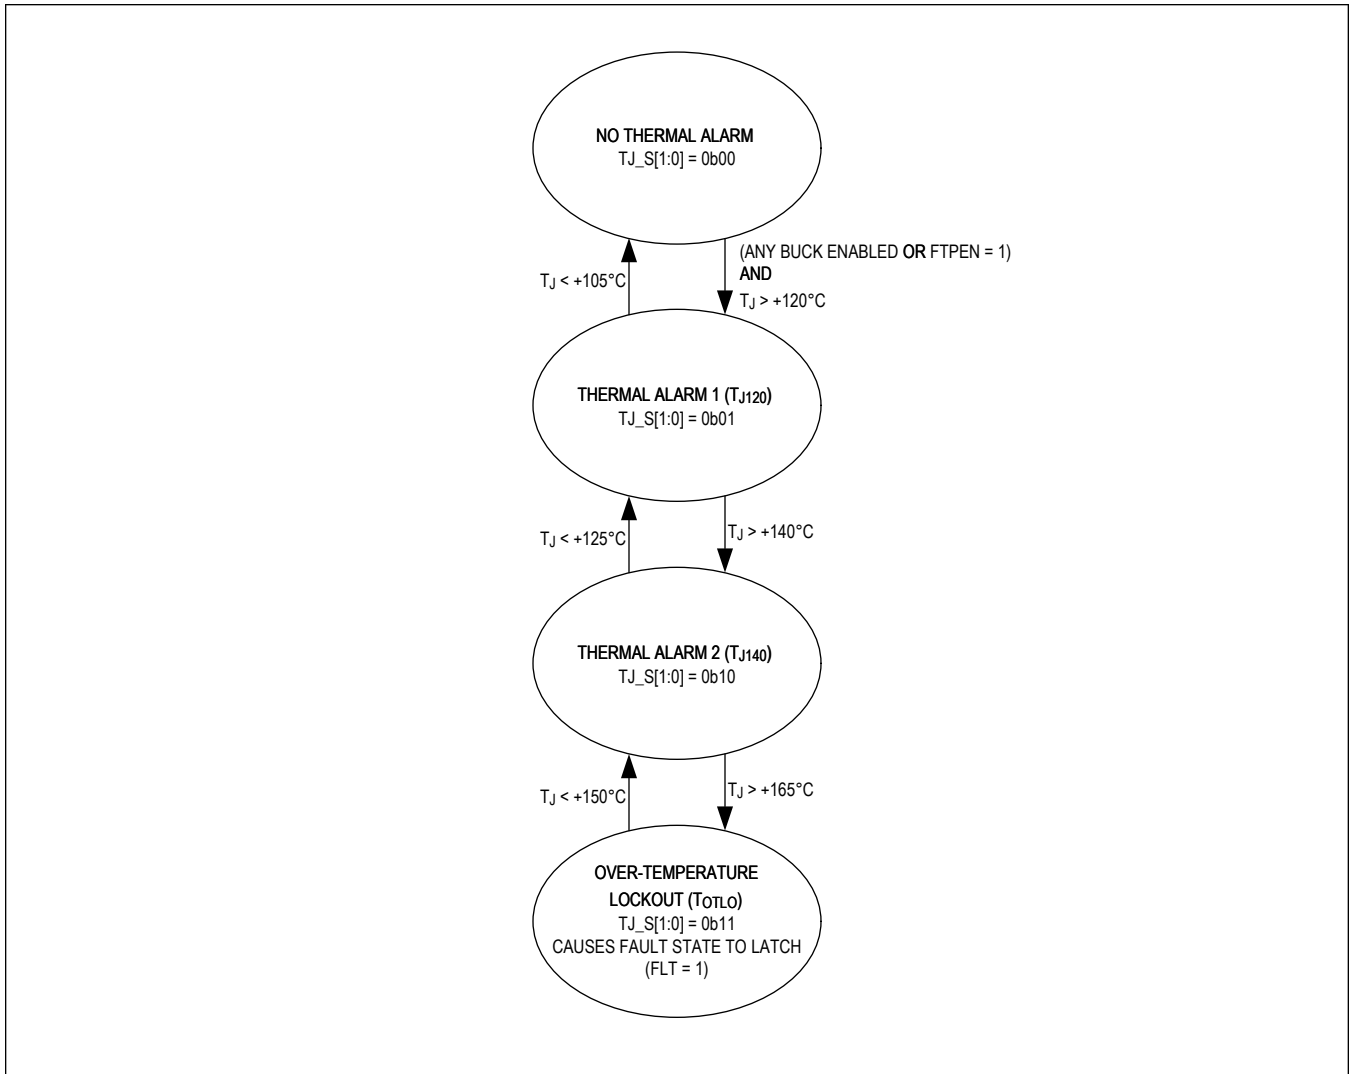 NO THERMAL ALARM
TJ_S[1:0] = 0b00
(ANY BUCK ENABLED OR FTPEN = 1)
AND
TJ > +120°C
TJ < +105°C
THERMAL ALARM 1 (TJ120)
TJ_S[1:0] = 0b01
TJ < +125°C
TJ > +140°C
THERMAL ALARM 2 (TJ140)
TJ_S[1:0] = 0b10
TJ < +150°C
TJ > +165°C
OVER-TEMPERATURE
LOCKOUT (TOTLO)
TJ_S[1:0] = 0b11
CAUSES FAULT STATE TO LATCH
(FLT = 1)